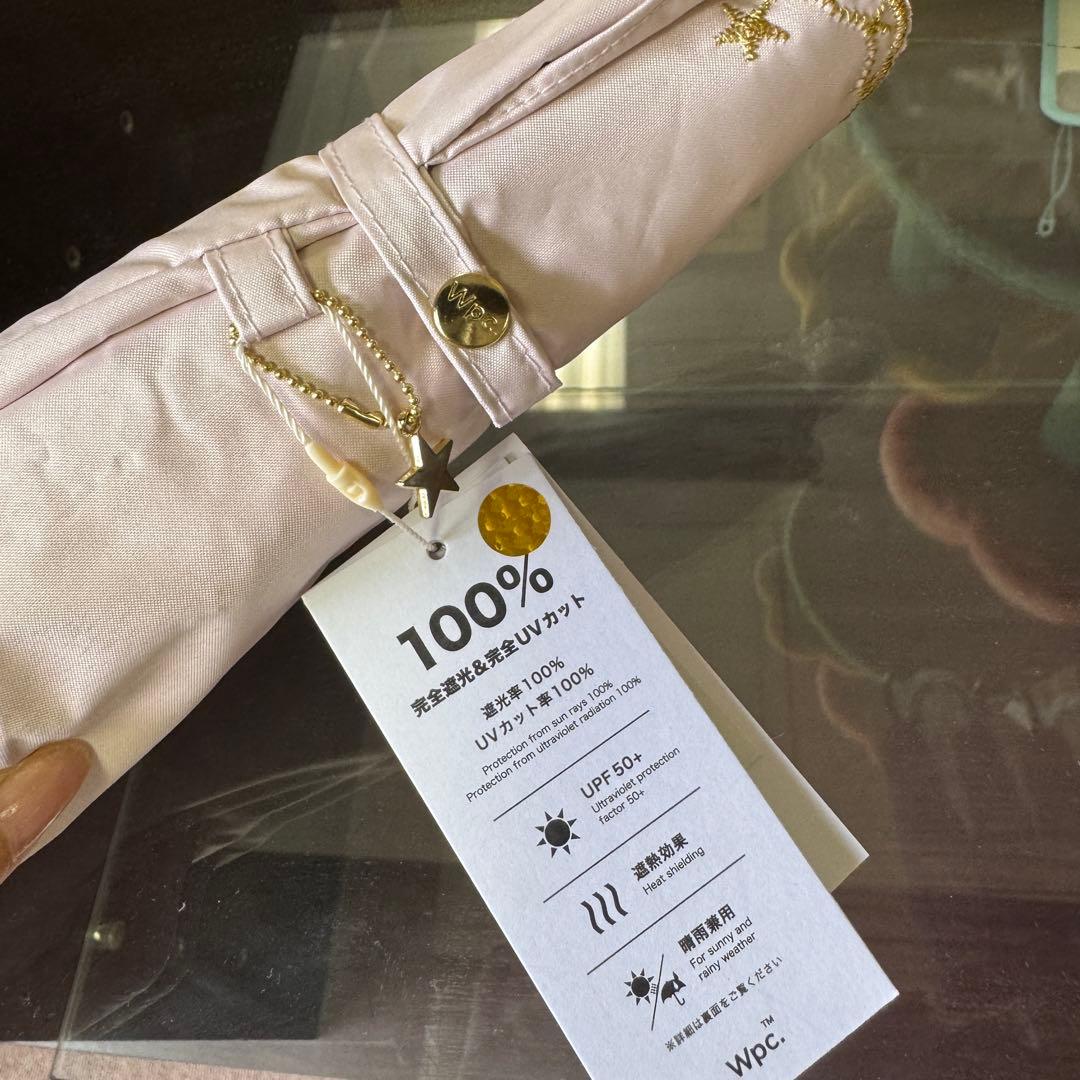 Wpc.
100%
完全遮光&完全UVカット
遮光率100%
UVカット率100%
Protection from sun rays 100%
Protection from ultraviolet radiation 100%
UPF50+
Ultraviolet protection
factor 50+
遮熱効果
Heat shielding
晴雨兼用
For sunny and
rainy weather
※詳細は裏面をご覧ください
Wpc.™